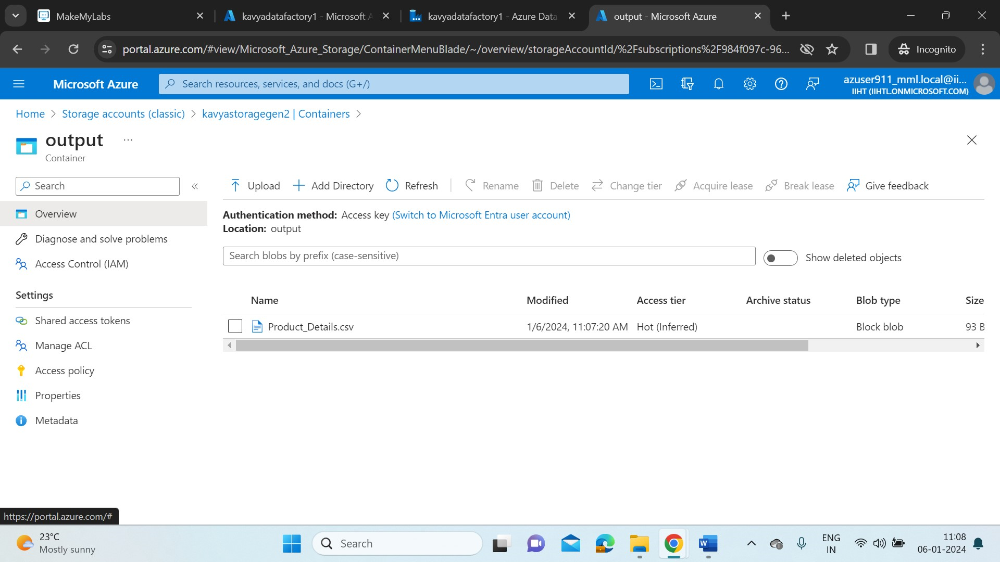 MakeMyLabs
kavyadatafactory1 - Microsoft A
kavyadatafactory1 - Azure Data
output - Microsoft Azure
portal.azure.com/#view/Microsoft_Azure_Storage/ContainerMenuBlade/~/overview/storageAccountId/%2Fsubscriptions%2F984f097c-96...
Incognito
Microsoft Azure
Search resources, services, and docs (G+/)
azuser911_mml.local@ii...
IIHT (IIHTL.ONMICROSOFT.COM)
Home > Storage accounts (classic) > kavyastoragegen2 | Containers >
output ...
Container
Search
«
Upload Add Directory Refresh Rename Delete Change tier Acquire lease Break lease Give feedback
Overview
Diagnose and solve problems
Access Control (IAM)
Settings
Shared access tokens
Manage ACL
Access policy
Properties
Metadata
Authentication method: Access key (Switch to Microsoft Entra user account)
Location: output
Search blobs by prefix (case-sensitive)
Show deleted objects
Name Modified Access tier Archive status Blob type Size
Product_Details.csv 1/6/2024, 11:07:20 AM Hot (Inferred) Block blob 93 B
https://portal.azure.com/#
23°C
Mostly sunny
Search
ENG
IN
11:08
06-01-2024